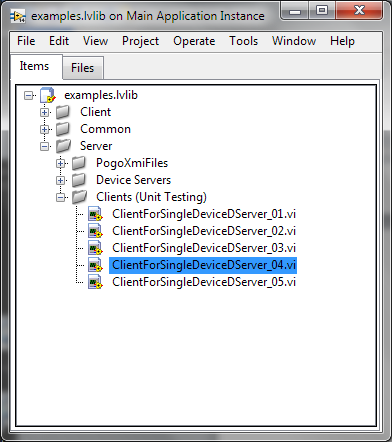 examples.lvlib on Main Application Instance
File Edit View Project Operate Tools Window Help
Items Files
examples.lvlib
Client
Common
Server
PogoXmiFiles
Device Servers
Clients (Unit Testing)
ClientForSingleDeviceDServer_01.vi
ClientForSingleDeviceDServer_02.vi
ClientForSingleDeviceDServer_03.vi
ClientForSingleDeviceDServer_04.vi
ClientForSingleDeviceDServer_05.vi